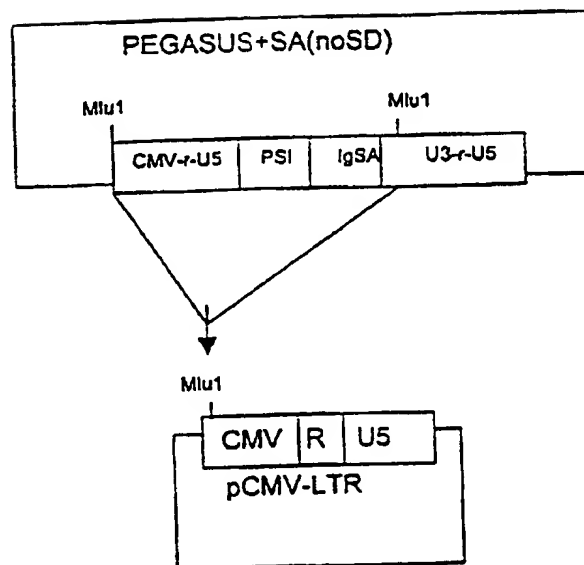 PEGASUS+SA(noSD)
Mlu1 Mlu1
CMV-r-U5 PSI IgSA U3-r-U5
Mlu1
CMV R U5
pCMV-LTR